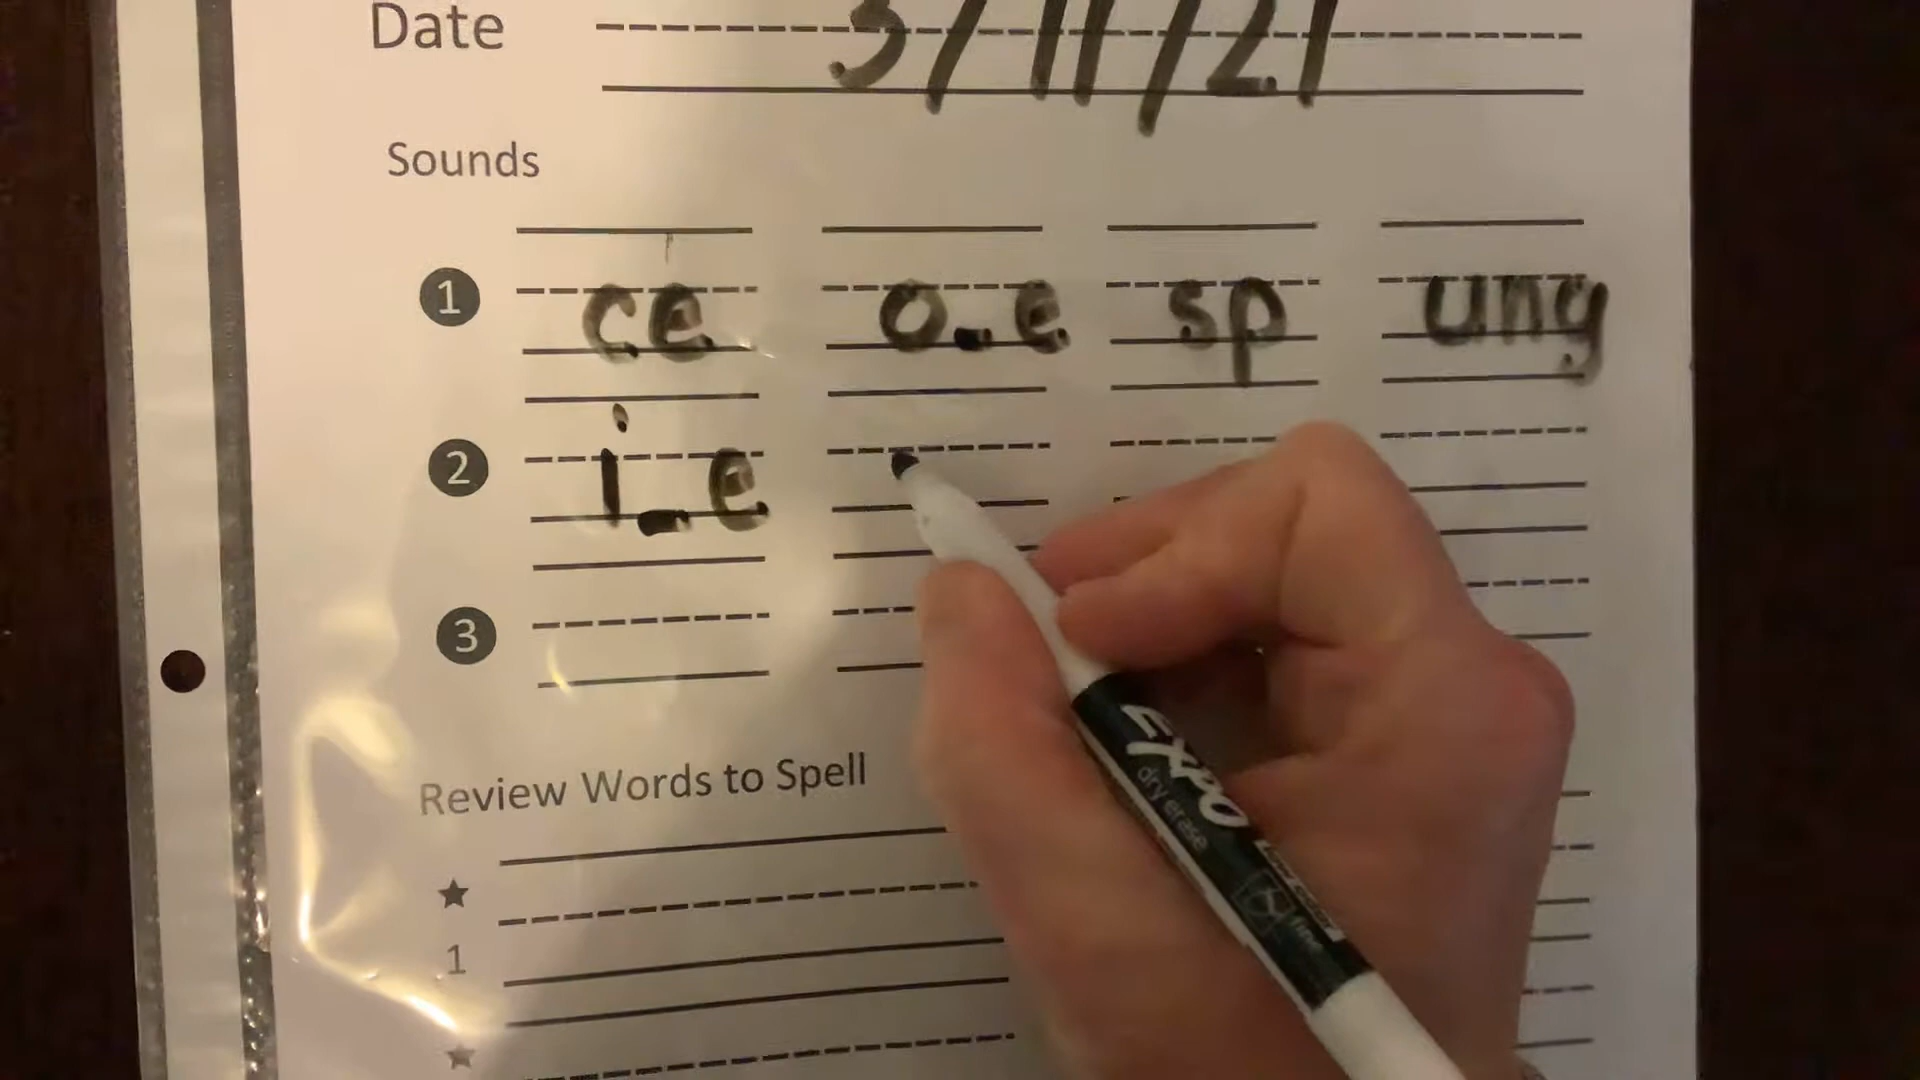 Date 3/11/21
Sounds
1 ce o_e sp ung
2 i_e
3
Review Words to Spell
1
EXPO
dry erase
fine